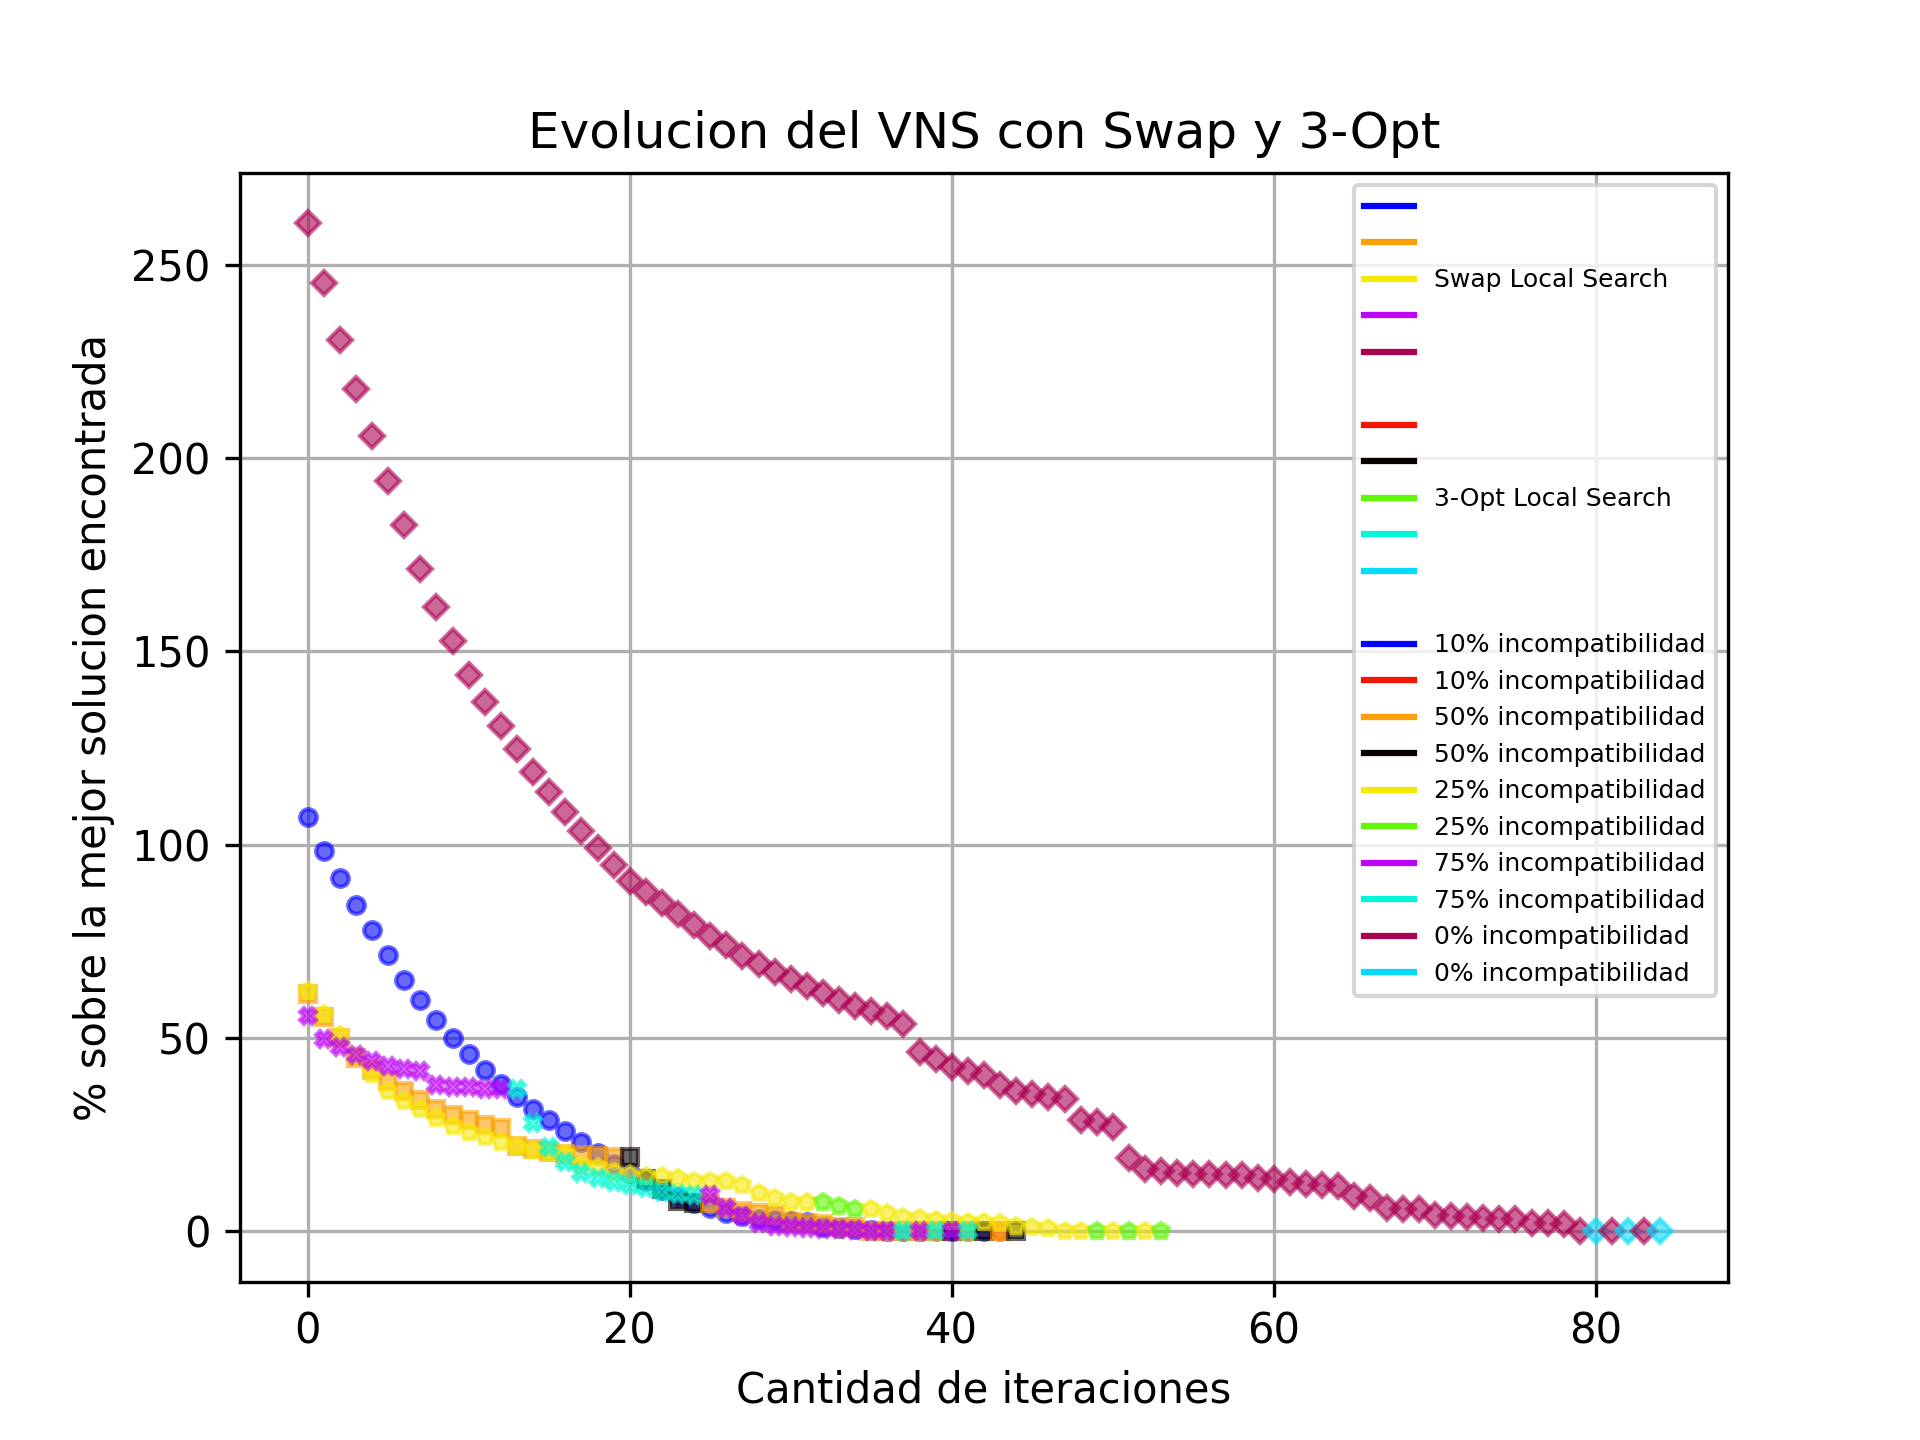 Evolucion del VNS con Swap y 3-Opt
% sobre la mejor solucion encontrada
250
200
150
100
50
0
Swap Local Search
3-Opt Local Search
10% incompatibilidad
10% incompatibilidad
50% incompatibilidad
50% incompatibilidad
25% incompatibilidad
25% incompatibilidad
75% incompatibilidad
75% incompatibilidad
0% incompatibilidad
0% incompatibilidad
0 20 40 60 80
Cantidad de iteraciones